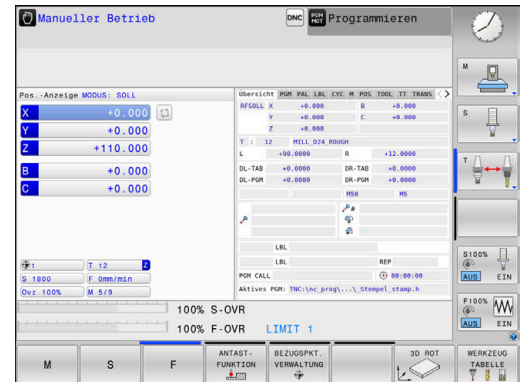 Manueller Betrieb
DNC
PGM MGT
Programmieren
Pos.-Anzeige MODUS: SOLL
X +0.000
Y +0.000
Z +110.000
B +0.000
C +0.000
1 T 12 Z
S 1800 F 0mm/min
Ovr 100% M 5/9
Übersicht PGM PAL LBL CYC M POS TOOL TT TRANS
RFSOLL X +0.000 B +0.000
Y +0.000 C +0.000
Z +0.000
T : 12 MILL_D24_ROUGH
L +90.0000 R +12.0000
DL-TAB +0.0000 DR-TAB +0.0000
DL-PGM +0.0000 DR-PGM +0.0000
M50 M5
LBL
LBL REP
PGM CALL 00:00:00
Aktives PGM: TNC:\nc_prog\...\_Stempel_stamp.h
100% S-OVR
100% F-OVR LIMIT 1
M
S
T
S100%
AUS EIN
F100%
AUS EIN
M
S
F
ANTAST-
FUNKTION
BEZUGSPKT.
VERWALTUNG
3D ROT
WERKZEUG
TABELLE